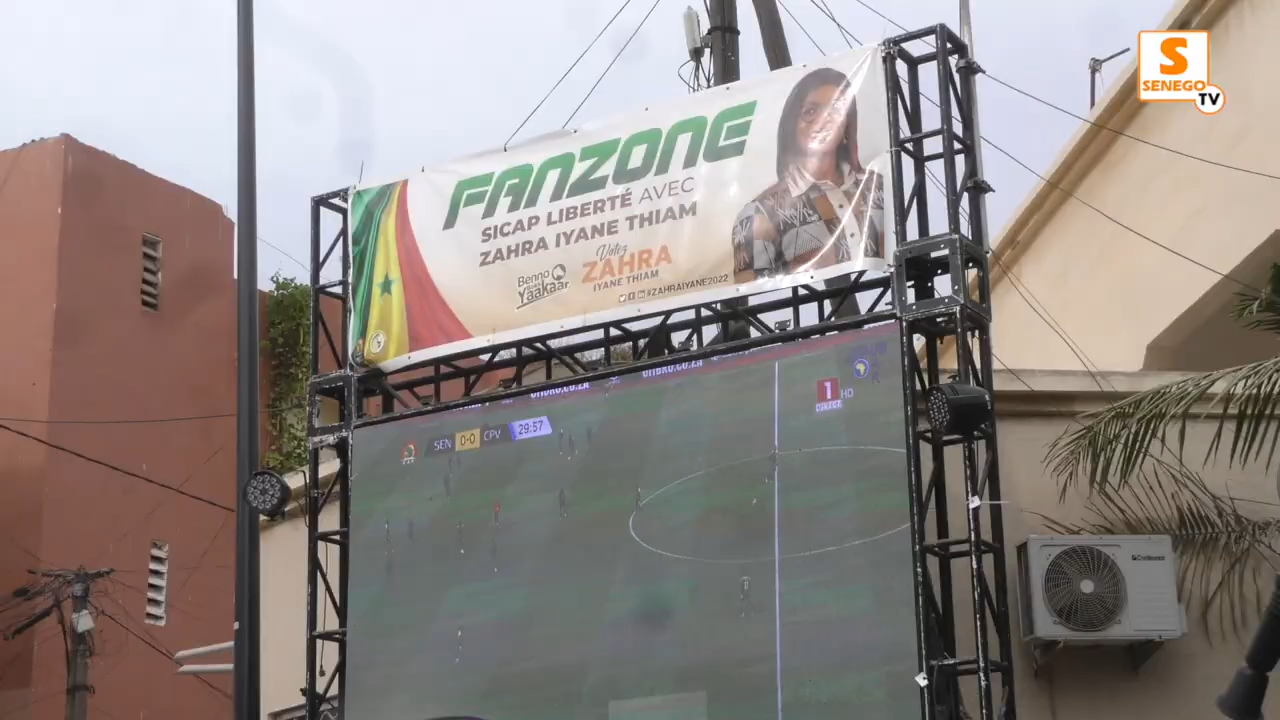 S
SENEGO
TV
FANZONE
SICAP LIBERTÉ AVEC
ZAHRA IYANE THIAM
Votez
ZAHRA
IYANE THIAM
Benno
Yaakaar
#ZAHRAIYANE2022
SEN 0-0 CPV 29:57
1 HD